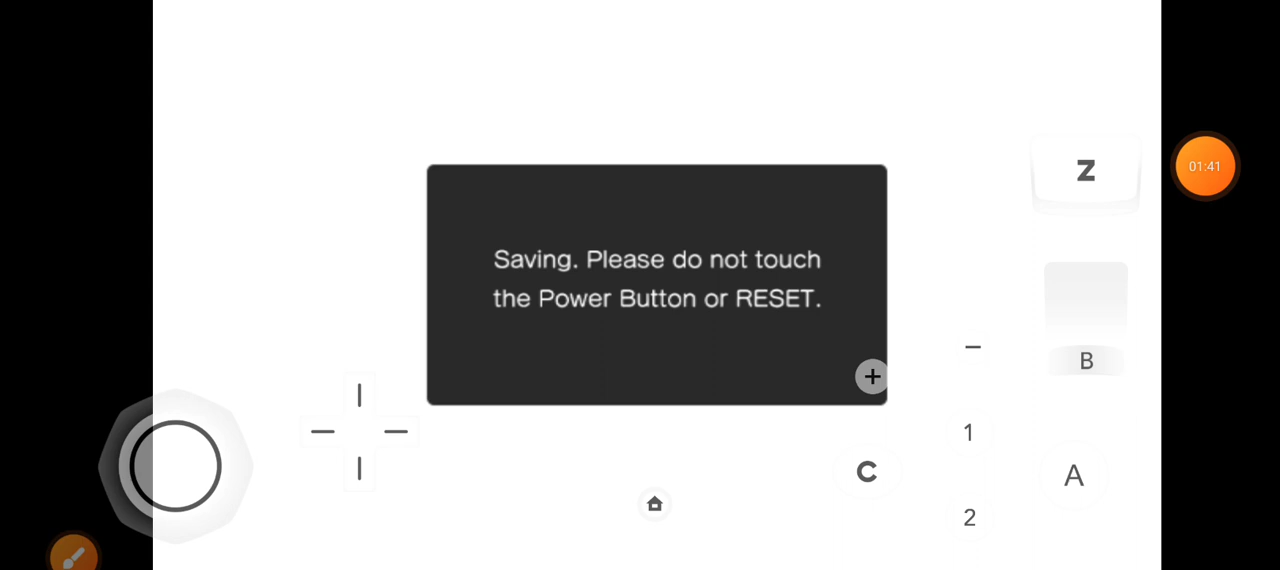 Z
01:41
Saving. Please do not touch
the Power Button or RESET.
B
1
C
A
2